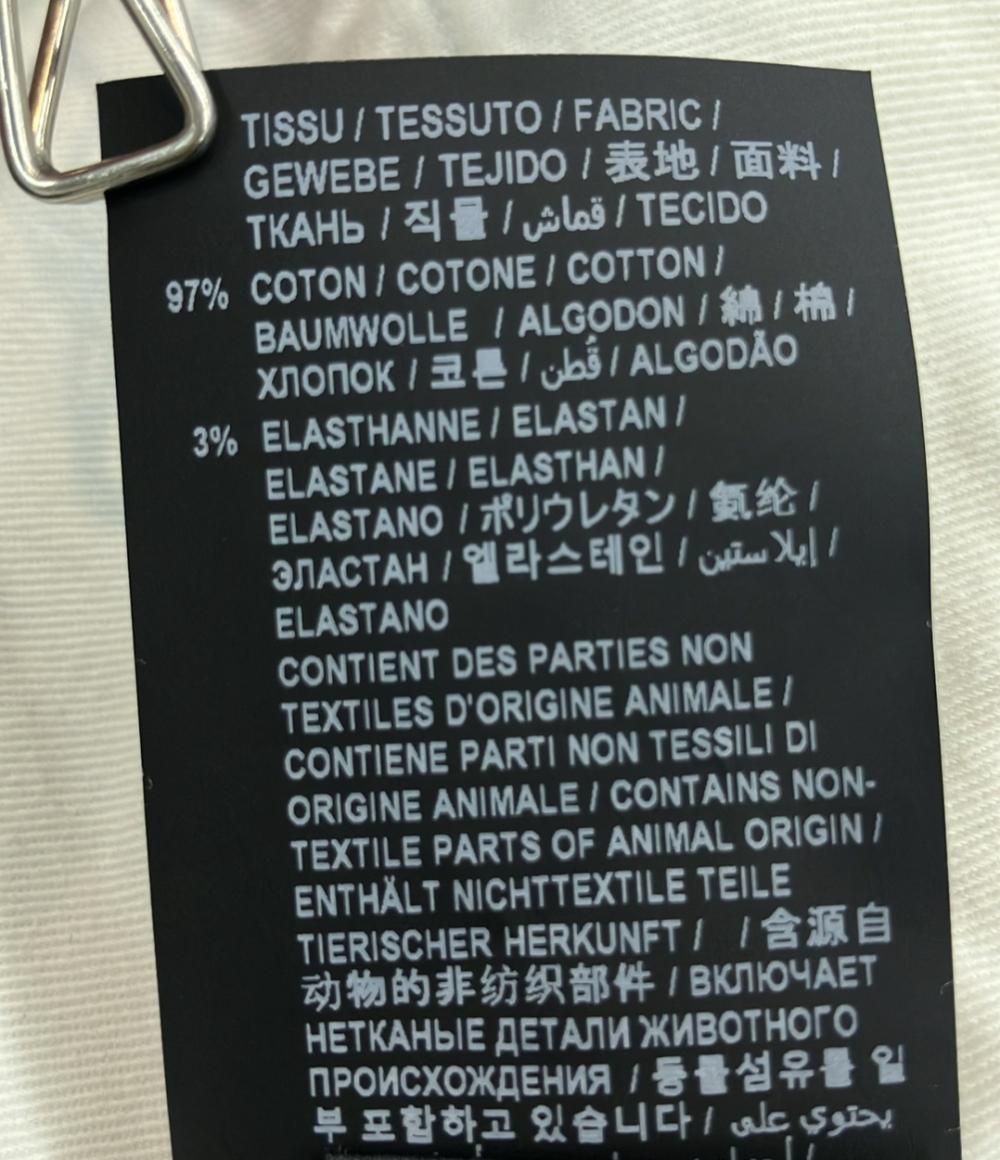 TISSU / TESSUTO / FABRIC /
GEWEBE / TEJIDO / 表地 / 面料 /
ТКАНЬ / 직물 / قماش / TECIDO
97% COTON / COTONE / COTTON /
BAUMWOLLE / ALGODON / 綿 / 棉 /
ХЛОПОК / 코튼 / قُطن / ALGODÃO
3% ELASTHANNE / ELASTAN /
ELASTANE / ELASTHAN /
ELASTANO / ポリウレタン / 氨纶 /
ЭЛАСТАН / 엘라스테인 / إيلاستين /
ELASTANO
CONTIENT DES PARTIES NON
TEXTILES D'ORIGINE ANIMALE /
CONTIENE PARTI NON TESSILI DI
ORIGINE ANIMALE / CONTAINS NON-
TEXTILE PARTS OF ANIMAL ORIGIN /
ENTHÄLT NICHTTEXTILE TEILE
TIERISCHER HERKUNFT / / 含源自
动物的非纺织部件 / ВКЛЮЧАЕТ
НЕТКАНЫЕ ДЕТАЛИ ЖИВОТНОГО
ПРОИСХОЖДЕНИЯ / 동물섬유를 일
부 포함하고 있습니다 / يحتوي على